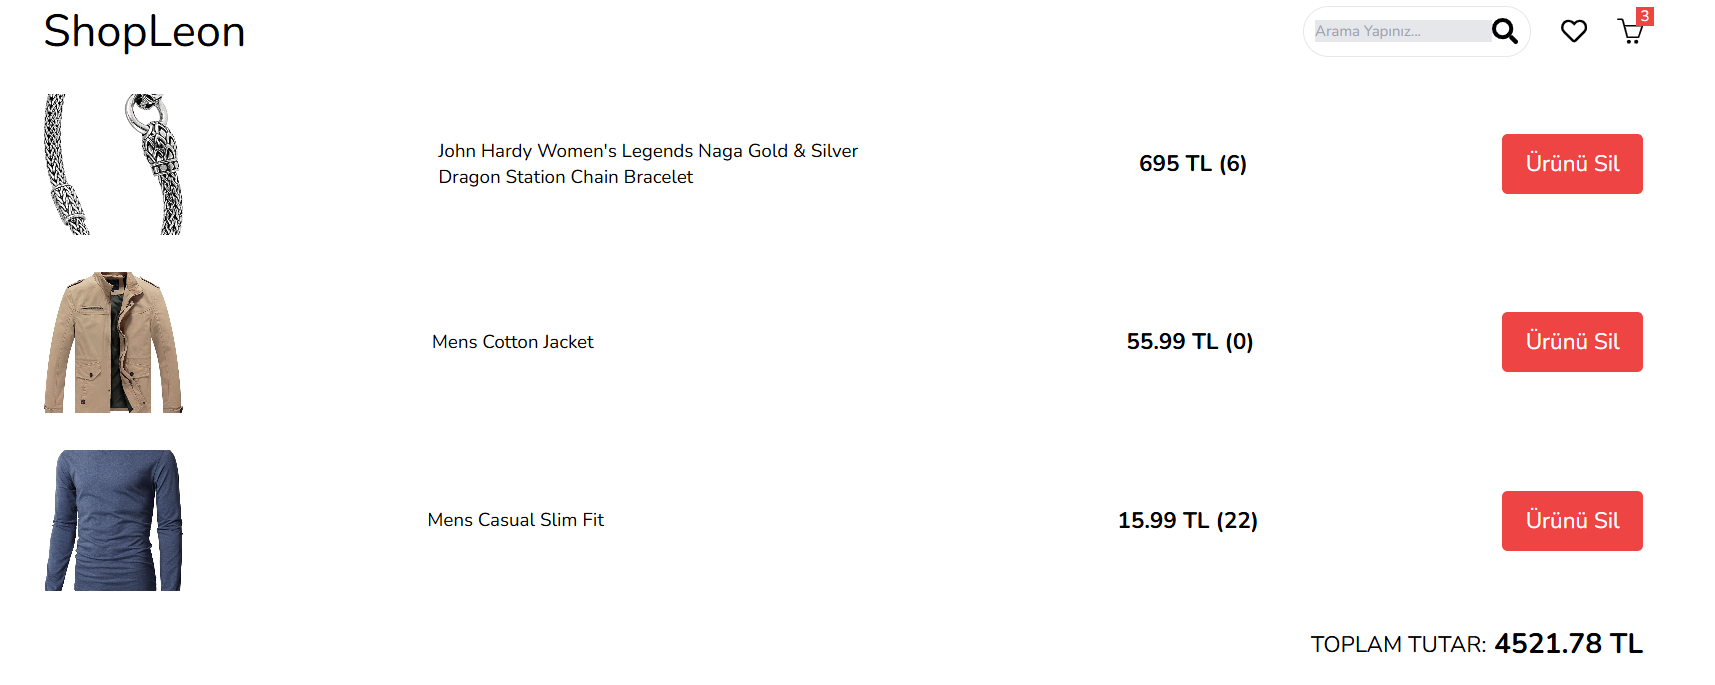 ShopLeon
Arama Yapınız...
3
John Hardy Women's Legends Naga Gold & Silver
Dragon Station Chain Bracelet
695 TL (6)
Ürünü Sil
Mens Cotton Jacket
55.99 TL (0)
Ürünü Sil
Mens Casual Slim Fit
15.99 TL (22)
Ürünü Sil
TOPLAM TUTAR: 4521.78 TL